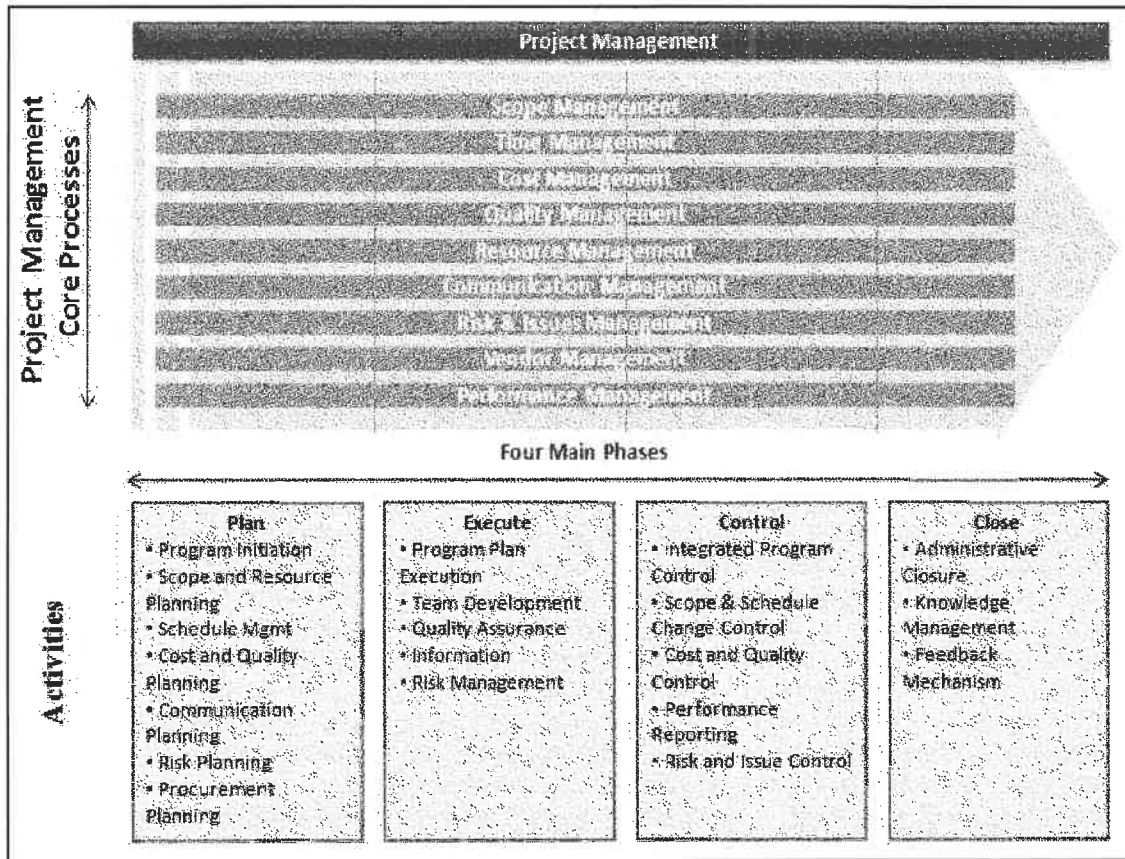 Project Management
Project Management
Core Processes
Scope Management
Time Management
Cost Management
Quality Management
Resource Management
Communication Management
Risk & Issues Management
Vendor Management
Performance Management
Four Main Phases
Activities
Plan
• Program Initiation
• Scope and Resource
Planning
• Schedule Mgmt
• Cost and Quality
Planning
• Communication
Planning
• Risk Planning
• Procurement
Planning
Execute
• Program Plan
Execution
• Team Development
• Quality Assurance
• Information
• Risk Management
Control
• Integrated Program
Control
• Scope & Schedule
Change Control
• Cost and Quality
Control
• Performance
Reporting
• Risk and Issue Control
Close
• Administrative
Closure
• Knowledge
Management
• Feedback
Mechanism